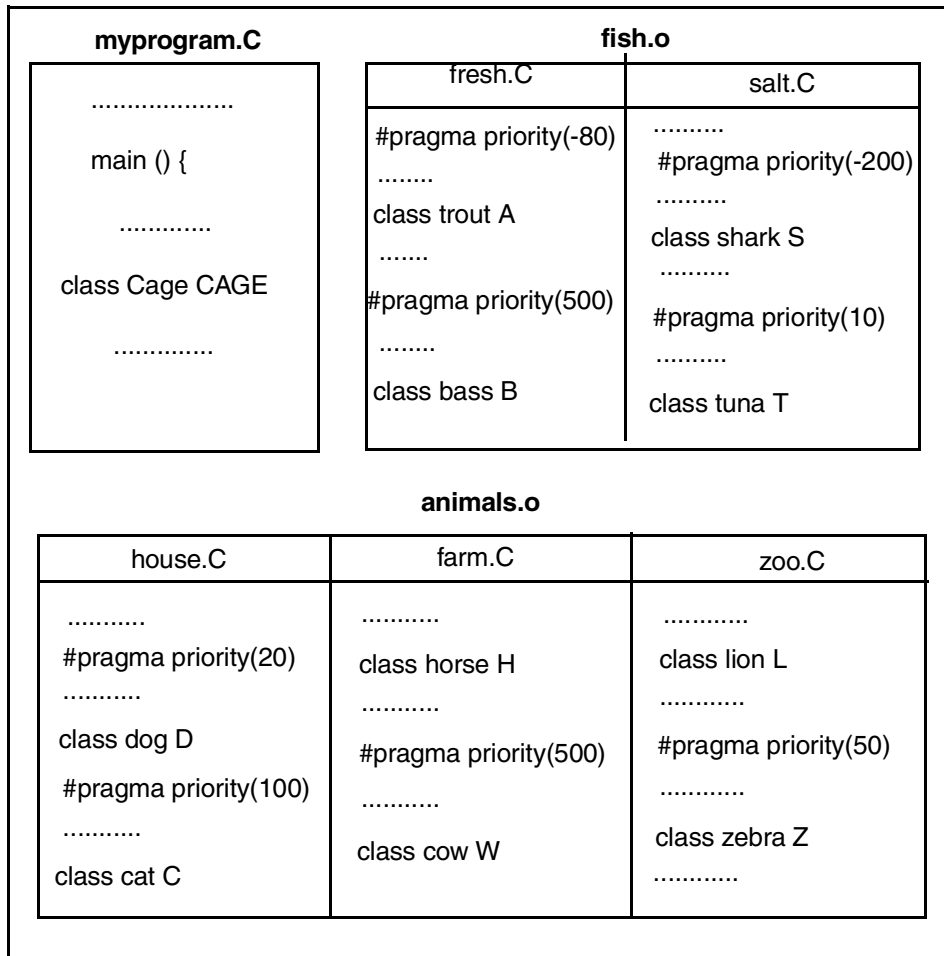 myprogram.C
.....................
main () {
.............
class Cage CAGE
..............
fish.o
fresh.C
#pragma priority(-80)
........
class trout A
.......
#pragma priority(500)
........
class bass B
salt.C
..........
#pragma priority(-200)
..........
class shark S
..........
#pragma priority(10)
..........
class tuna T
animals.o
house.C
...........
#pragma priority(20)
...........
class dog D
#pragma priority(100)
...........
class cat C
farm.C
...........
class horse H
...........
#pragma priority(500)
...........
class cow W
zoo.C
............
class lion L
............
#pragma priority(50)
............
class zebra Z
............